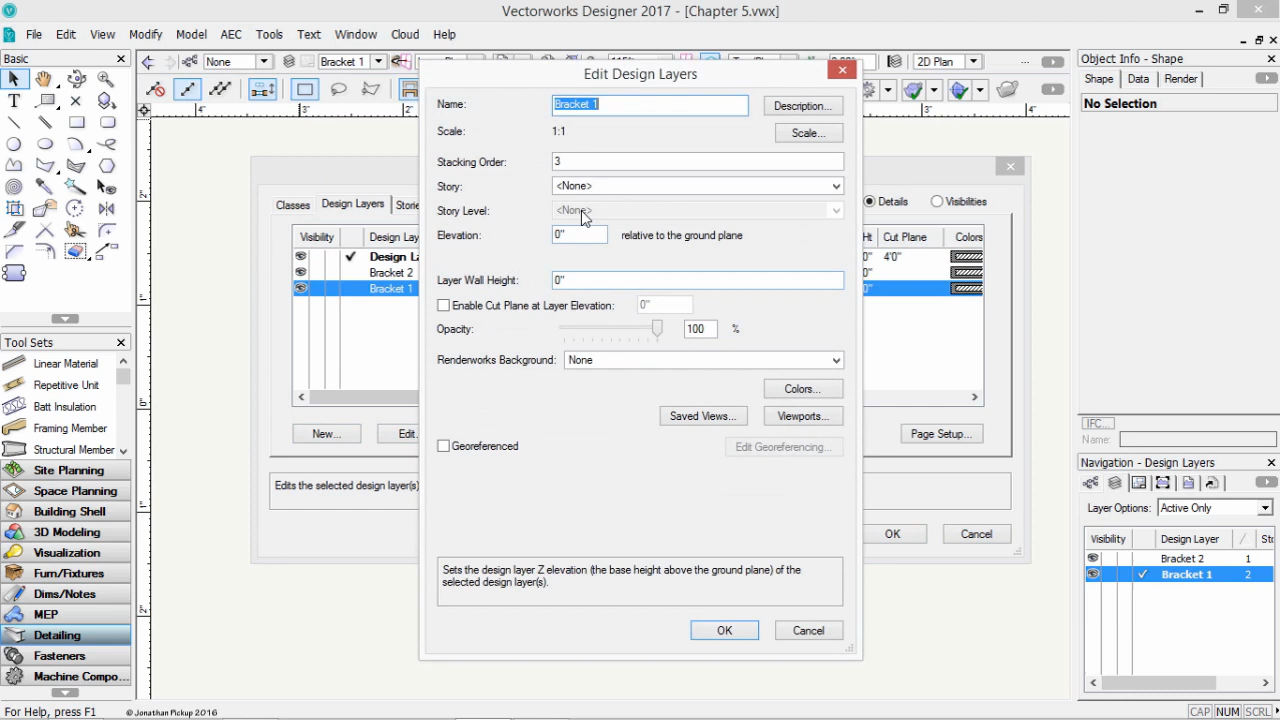 Vectorworks Designer 2017 - [Chapter 5.vwx]
File Edit View Modify Model AEC Tools Text Window Cloud Help
Basic
None
Bracket 1
2D Plan
Object Info - Shape
Shape Data Render
No Selection
4"
2"
3"
4"
Edit Design Layers
Name: Bracket 1 Description...
Scale: 1:1 Scale...
Stacking Order: 3
Story: <None>
Story Level: <None>
Elevation: 0" relative to the ground plane
Layer Wall Height: 0"
Enable Cut Plane at Layer Elevation: 0"
Opacity: 100 %
Renderworks Background: None
Colors...
Saved Views... Viewports...
Georeferenced Edit Georeferencing...
Sets the design layer Z elevation (the base height above the ground plane) of the
selected design layer(s).
OK Cancel
Classes Design Layers
Details Visibilities
Visibility
Cut Plane Colors
4'0"
Bracket 2
Bracket 1
New...
Page Setup...
Edits the selected design layer(s)
OK Cancel
Tool Sets
Linear Material
Repetitive Unit
Batt Insulation
Framing Member
Structural Member
Site Planning
Space Planning
Building Shell
3D Modeling
Visualization
Furn/Fixtures
Dims/Notes
MEP
Detailing
Fasteners
Machine Compo...
IFC...
Name:
Navigation - Design Layers
Layer Options: Active Only
Visibility Design Layer /
Bracket 2 1
Bracket 1 2
For Help, press F1
© Jonathan Pickup 2016
CAP NUM SCRL